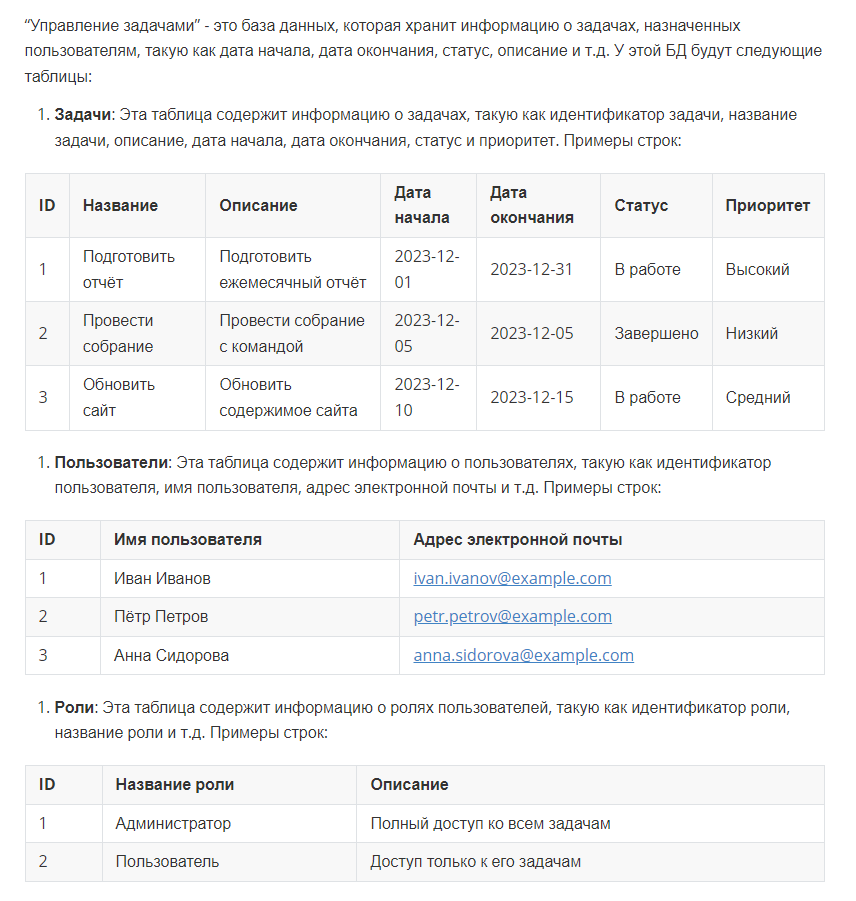 “Управление задачами” - это база данных, которая хранит информацию о задачах, назначенных
пользователям, такую как дата начала, дата окончания, статус, описание и т.д. У этой БД будут следующие
таблицы:
1. Задачи: Эта таблица содержит информацию о задачах, такую как идентификатор задачи, название
задачи, описание, дата начала, дата окончания, статус и приоритет. Примеры строк:
ID Название Описание Дата начала Дата окончания Статус Приоритет
1 Подготовить отчёт Подготовить ежемесячный отчёт 2023-12-01 2023-12-31 В работе Высокий
2 Провести собрание Провести собрание с командой 2023-12-05 2023-12-05 Завершено Низкий
3 Обновить сайт Обновить содержимое сайта 2023-12-10 2023-12-15 В работе Средний
1. Пользователи: Эта таблица содержит информацию о пользователях, такую как идентификатор
пользователя, имя пользователя, адрес электронной почты и т.д. Примеры строк:
ID Имя пользователя Адрес электронной почты
1 Иван Иванов ivan.ivanov@example.com
2 Пётр Петров petr.petrov@example.com
3 Анна Сидорова anna.sidorova@example.com
1. Роли: Эта таблица содержит информацию о ролях пользователей, такую как идентификатор роли,
название роли и т.д. Примеры строк:
ID Название роли Описание
1 Администратор Полный доступ ко всем задачам
2 Пользователь Доступ только к его задачам